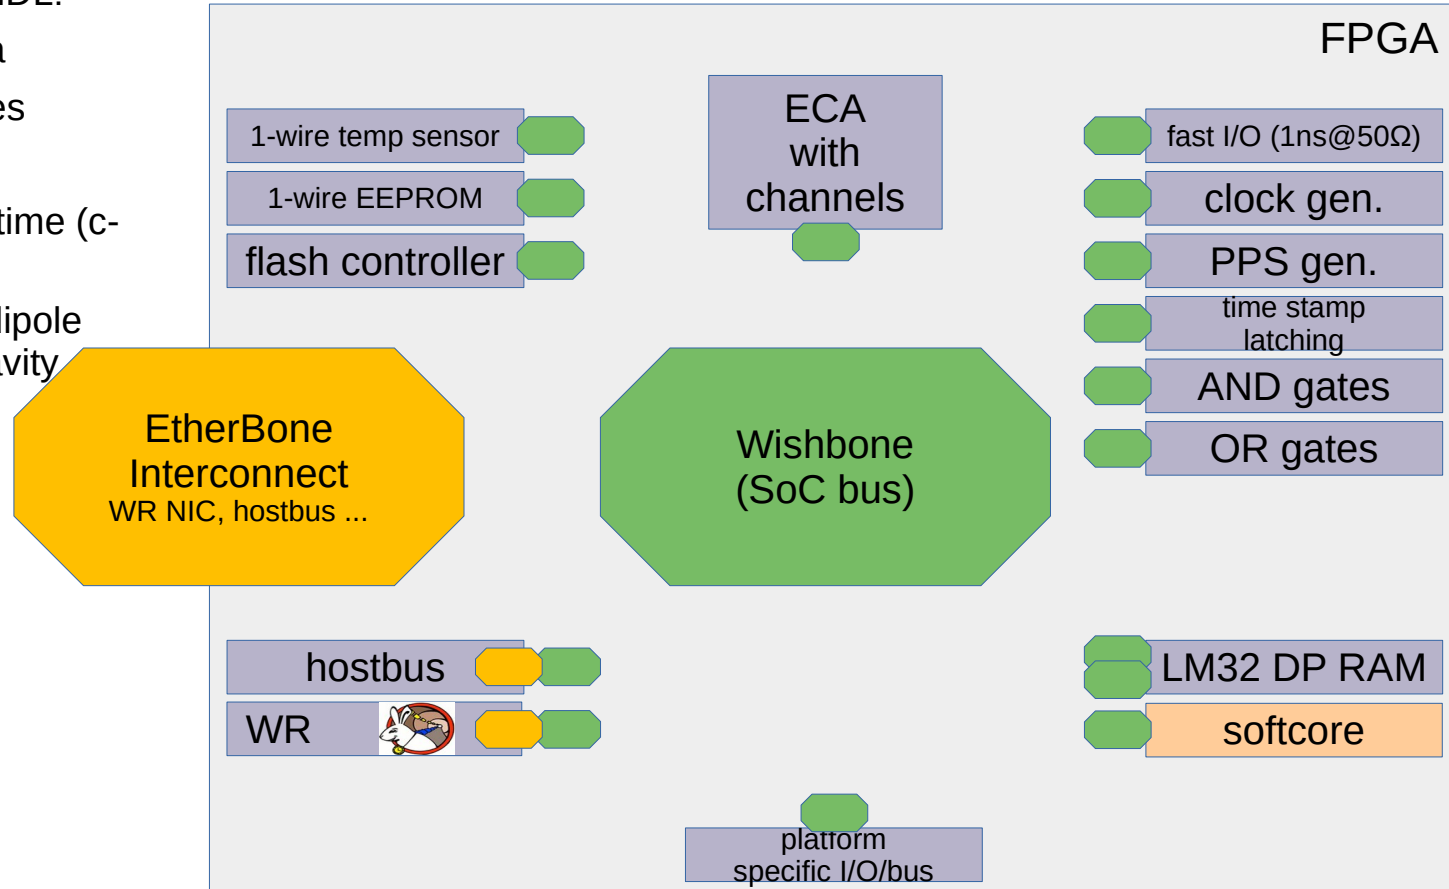 es
time (c-
FPGA
1-wire temp sensor
1-wire EEPROM
flash controller
ECA
with
channels
fast I/O (1ns@50Ω)
clock gen.
PPS gen.
time stamp
latching
AND gates
OR gates
EtherBone
Interconnect
WR NIC, hostbus ...
Wishbone
(SoC bus)
hostbus
WR
LM32 DP RAM
softcore
platform
specific I/O/bus